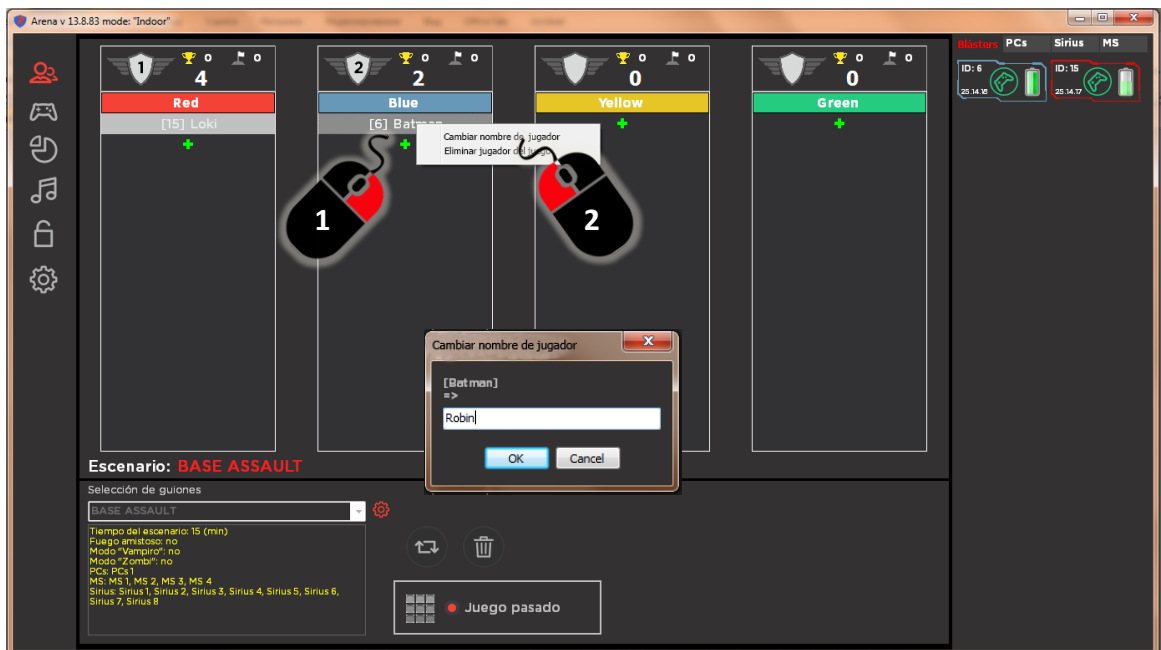 Arena v 13.8.83 mode: "Indoor"
Blásters PCs Sirius MS
1 0 0
4
2 0 0
2
0 0
0
0 0
0
Red
Blue
Yellow
Green
[15] Loki
[6] Batman
ID: 6
25.14.18
ID: 15
25.14.17
Cambiar nombre de jugador
Eliminar jugador del juego
1
2
Cambiar nombre de jugador
[Batman]
=>
Robin
OK Cancel
Escenario: BASE ASSAULT
Selección de guiones
BASE ASSAULT
Tiempo del escenario: 15 (min)
Fuego amistoso: no
Modo "Vampiro": no
Modo "Zombi": no
PCs: PCs 1
MS: MS 1, MS 2, MS 3, MS 4
Sirius: Sirius 1, Sirius 2, Sirius 3, Sirius 4, Sirius 5, Sirius 6,
Sirius 7, Sirius 8
Juego pasado